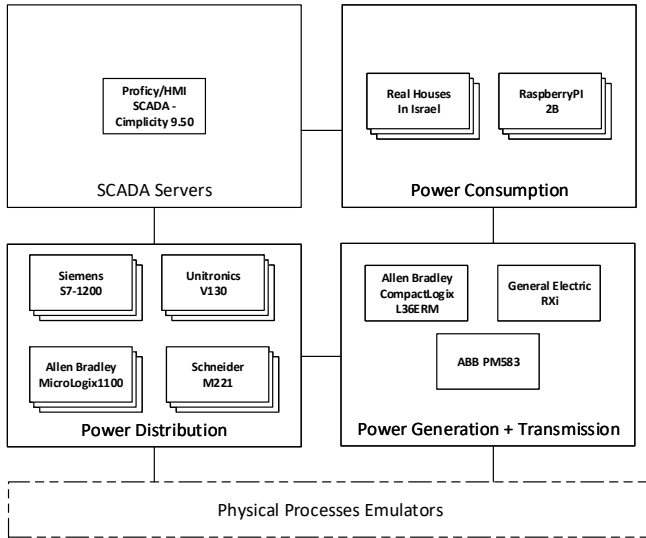 Proficy/HMI
SCADA -
Cimplicity 9.50
SCADA Servers
Real Houses
In Israel
RaspberryPI
2B
Power Consumption
Siemens
S7-1200
Unitronics
V130
Allen Bradley
MicroLogix1100
Schneider
M221
Power Distribution
Allen Bradley
CompactLogix
L36ERM
General Electric
RXi
ABB PM583
Power Generation + Transmission
Physical Processes Emulators